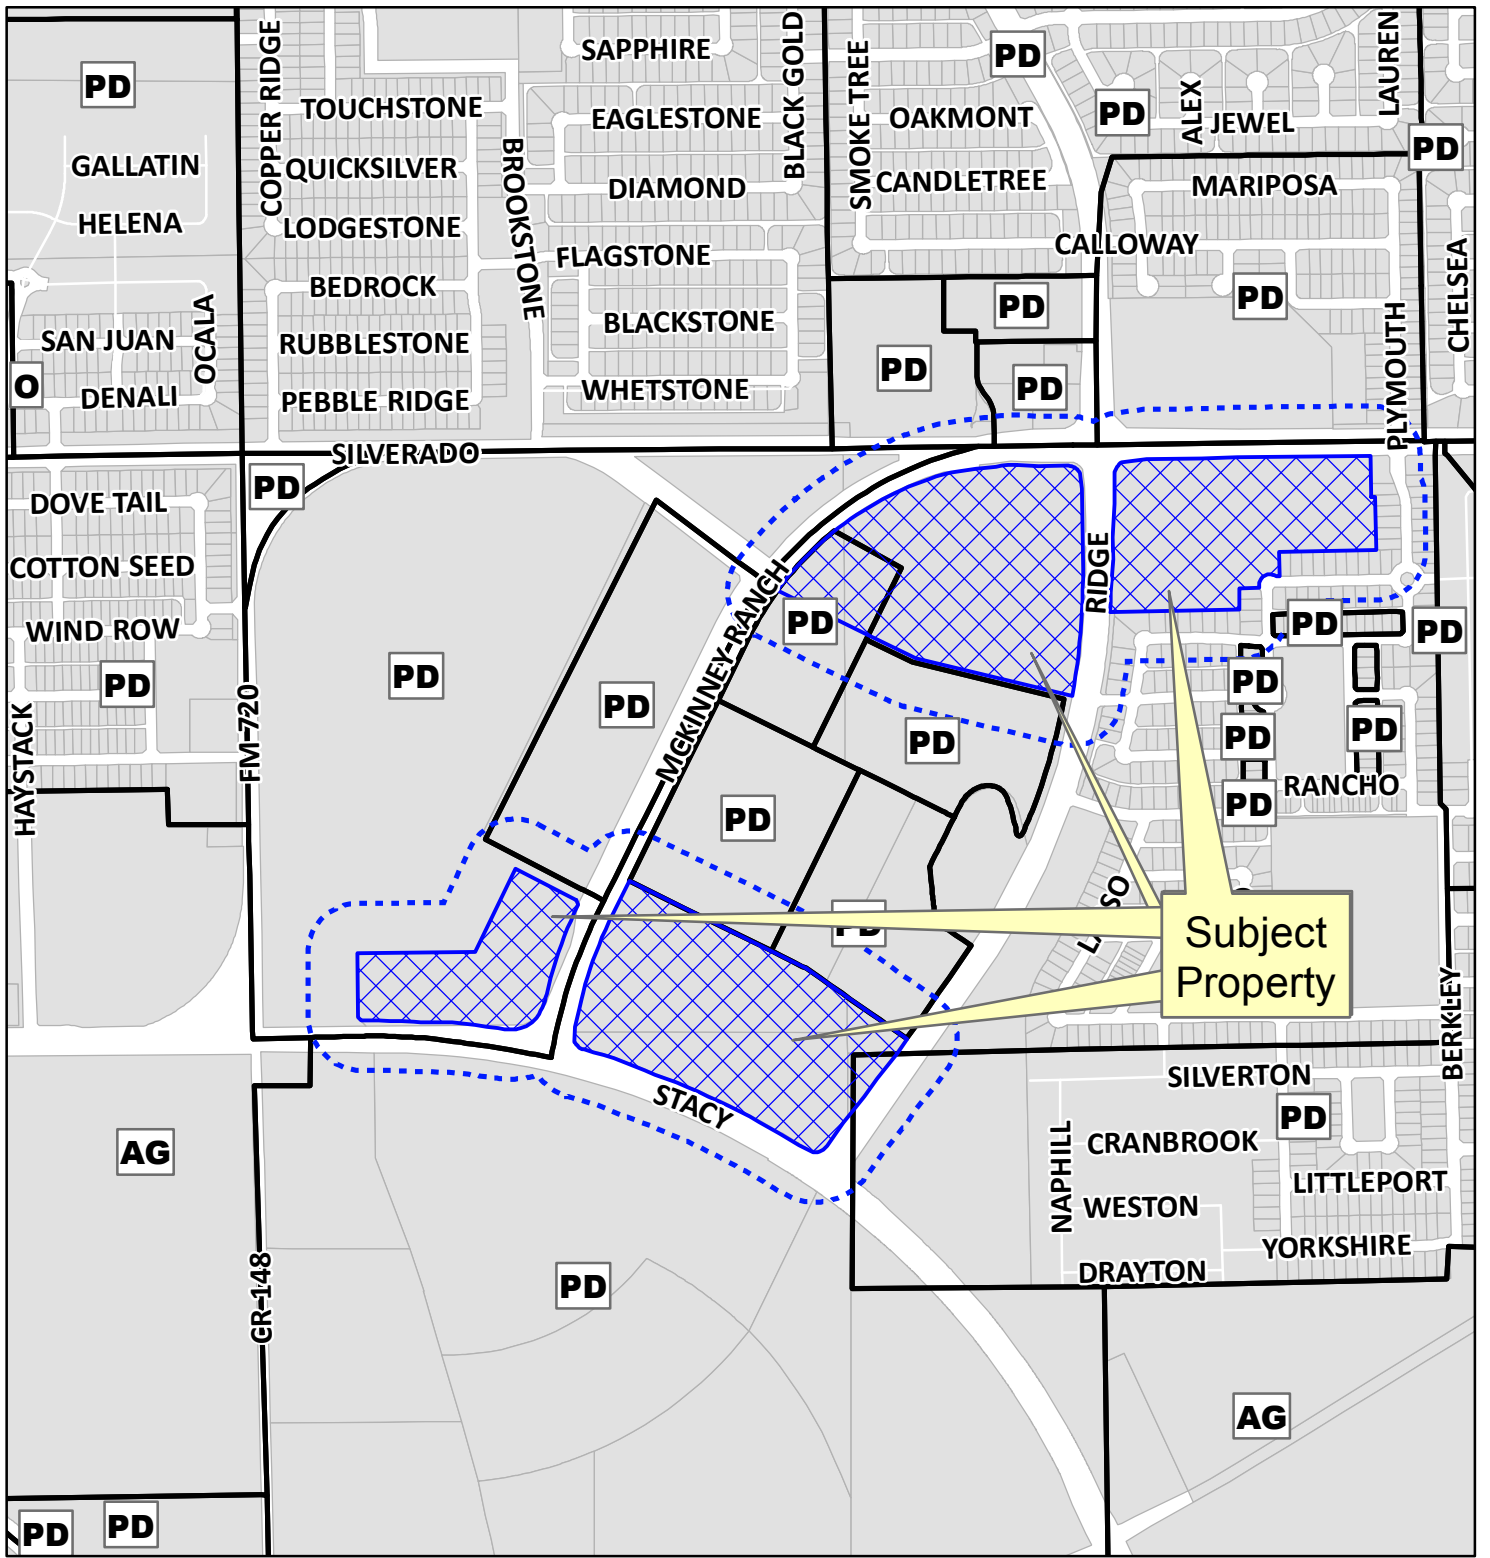 SAPPHIRE
BLACK GOLD
COPPER RIDGE
SMOKE TREE
LAUREN
PD
PD
TOUCHSTONE
EAGLESTONE
OAKMONT
PD
ALEX
JEWEL
PD
GALLATIN
QUICKSILVER
BROOKSTONE
DIAMOND
CANDLETREE
MARIPOSA
HELENA
LODGESTONE
FLAGSTONE
CALLOWAY
CHELSEA
BEDROCK
PD
PD
SAN JUAN
OCALA
RUBBLESTONE
BLACKSTONE
PLYMOUTH
O
DENALI
PEBBLE RIDGE
WHETSTONE
PD
PD
SILVERADO
DOVE TAIL
PD
COTTON SEED
RIDGE
WIND ROW
MCKINNEY RANCH
PD
PD
PD
PD
PD
PD
PD
FM 720
HAYSTACK
PD
PD
PD
RANCHO
PD
PD
PD
Subject
Property
BERKLEY
STACY
SILVERTON
PD
AG
NAPHILL
CRANBROOK
WESTON
LITTLEPORT
YORKSHIRE
DRAYTON
CR 148
PD
AG
PD
PD